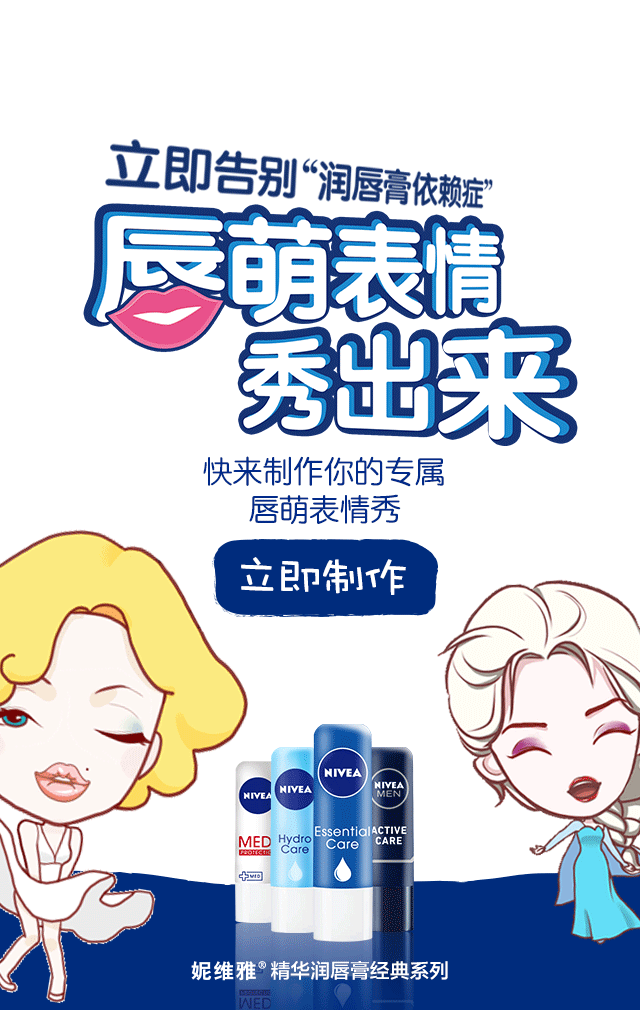 立即告别“润唇膏依赖症”
唇萌表情
秀出来
快来制作你的专属
唇萌表情秀
立即制作
NIVEA
MED
PROTECTION
MED
NIVEA
Hydro
Care
NIVEA
Essential
Care
NIVEA
MEN
ACTIVE
CARE
妮维雅®精华润唇膏经典系列